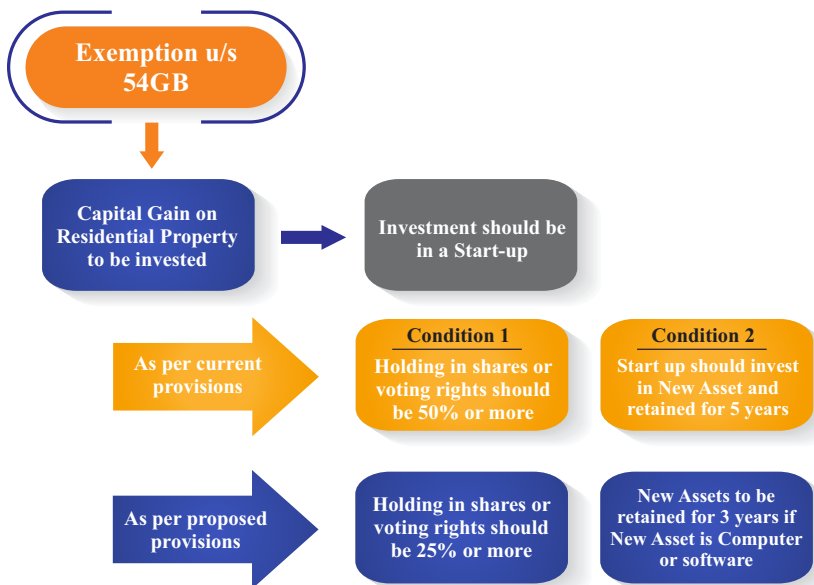 Exemption u/s
54GB
Capital Gain on
Residential Property
to be invested
Investment should be
in a Start-up
As per current
provisions
Condition 1
Holding in shares or
voting rights should
be 50% or more
Condition 2
Start up should invest
in New Asset and
retained for 5 years
As per proposed
provisions
Holding in shares or
voting rights should
be 25% or more
New Assets to be
retained for 3 years if
New Asset is Computer
or software